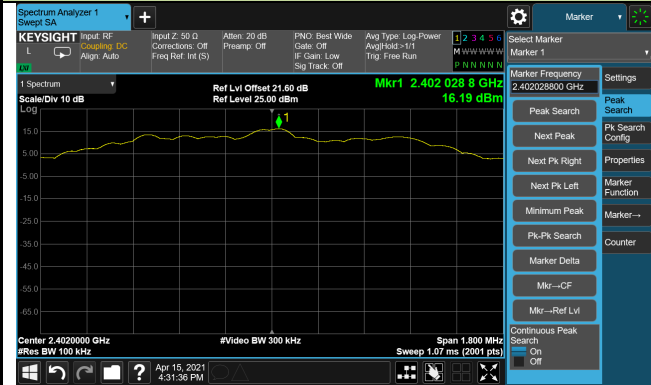 Spectrum Analyzer 1
Swept SA
Marker
KEYSIGHT
L
Input: RF
Coupling: DC
Align: Auto
Input Z: 50 Ω
Corrections: Off
Freq Ref: Int (S)
Atten: 20 dB
Preamp: Off
PNO: Best Wide
Gate: Off
IF Gain: Low
Sig Track: Off
Avg Type: Log-Power
Avg|Hold:>1/1
Trig: Free Run
1 2 3 4 5 6
M W W W W W
P N N N N N
Select Marker
Marker 1
1 Spectrum
Scale/Div 10 dB
Log
Ref Lvl Offset 21.60 dB
Ref Level 25.00 dBm
Mkr1 2.402 028 8 GHz
16.19 dBm
1
15.0
5.00
-5.00
-15.0
-25.0
-35.0
-45.0
-55.0
-65.0
Center 2.4020000 GHz
#Res BW 100 kHz
#Video BW 300 kHz
Span 1.800 MHz
Sweep 1.07 ms (2001 pts)
Marker Frequency
2.402028800 GHz
Peak Search
Next Peak
Next Pk Right
Next Pk Left
Minimum Peak
Pk-Pk Search
Marker Delta
Mkr→CF
Mkr→Ref Lvl
Continuous Peak
Search
On
Off
Settings
Peak
Search
Pk Search
Config
Properties
Marker
Function
Marker→
Counter
Apr 15, 2021
4:31:36 PM